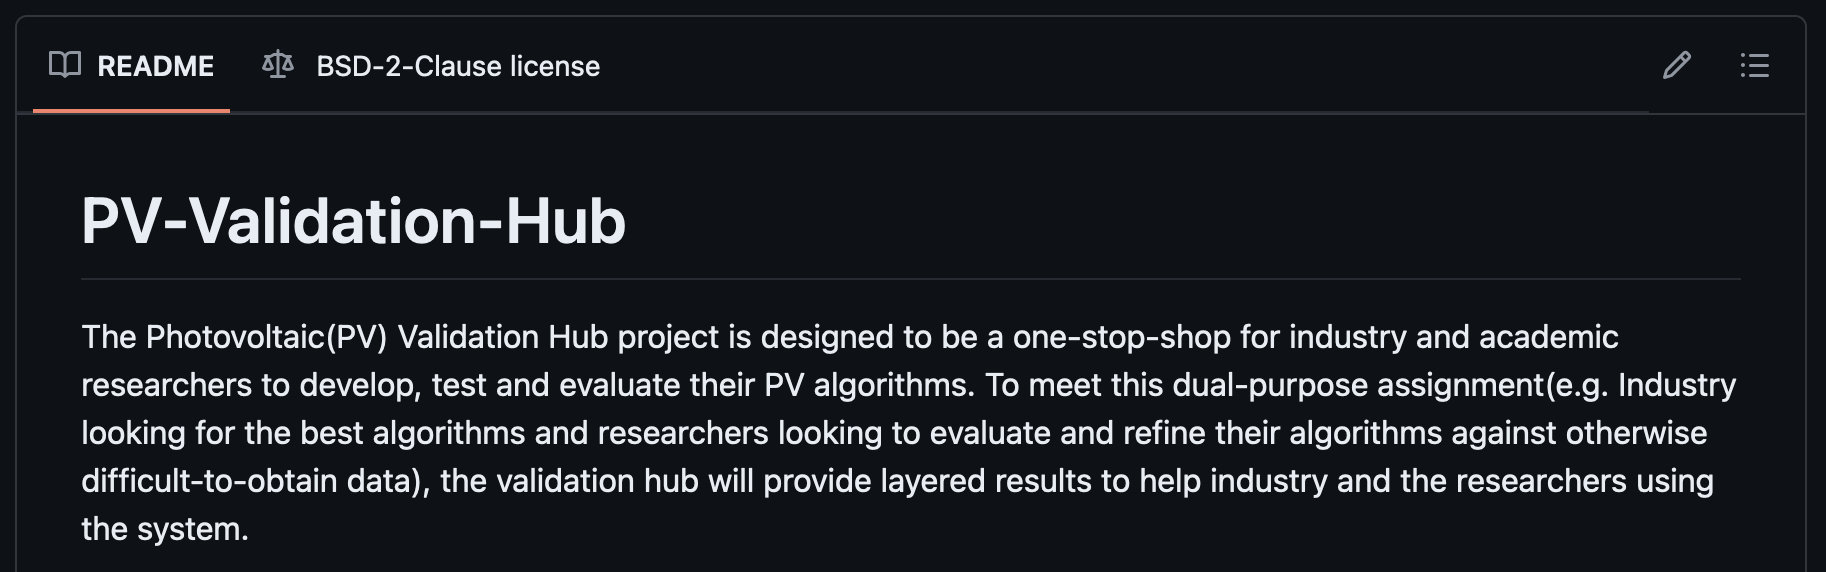 README
BSD-2-Clause license
PV-Validation-Hub
The Photovoltaic(PV) Validation Hub project is designed to be a one-stop-shop for industry and academic
researchers to develop, test and evaluate their PV algorithms. To meet this dual-purpose assignment(e.g. Industry
looking for the best algorithms and researchers looking to evaluate and refine their algorithms against otherwise
difficult-to-obtain data), the validation hub will provide layered results to help industry and the researchers using
the system.